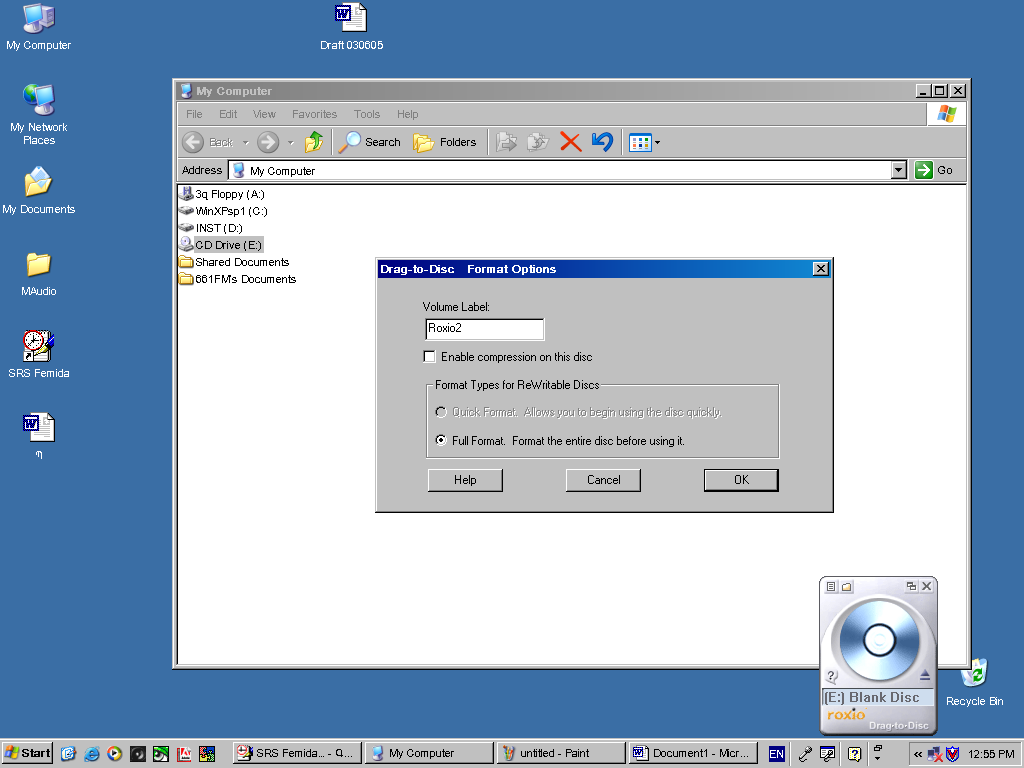 My Computer
Draft 030605
My Network
Places
My Documents
MAudio
SRS Femida
ๆ
My Computer
File Edit View Favorites Tools Help
Back Search Folders
Address My Computer Go
3q Floppy (A:)
WinXPsp1 (C:)
INST (D:)
CD Drive (E:)
Shared Documents
661FM's Documents
Drag-to-Disc Format Options
Volume Label:
Roxio2
Enable compression on this disc
Format Types for ReWritable Discs
Quick Format. Allows you to begin using the disc quickly.
Full Format. Format the entire disc before using it.
Help Cancel OK
(E:) Blank Disc
roxio
Drag-to-Disc
Recycle Bin
Start SRS Femida... - Q... My Computer untitled - Paint Document1 - Micr... EN « 12:55 PM